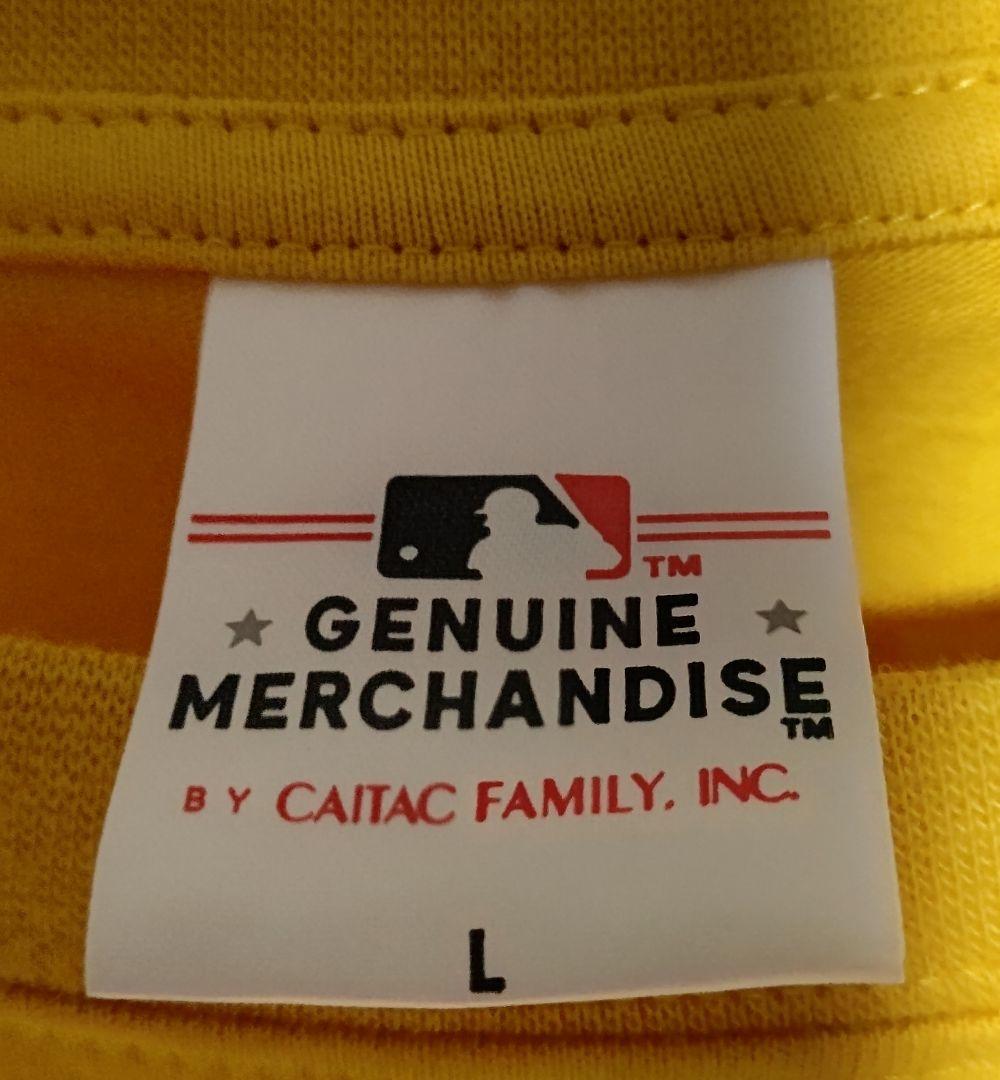 TM
GENUINE
MERCHANDISE
TM
BY CAITAC FAMILY, INC.
L